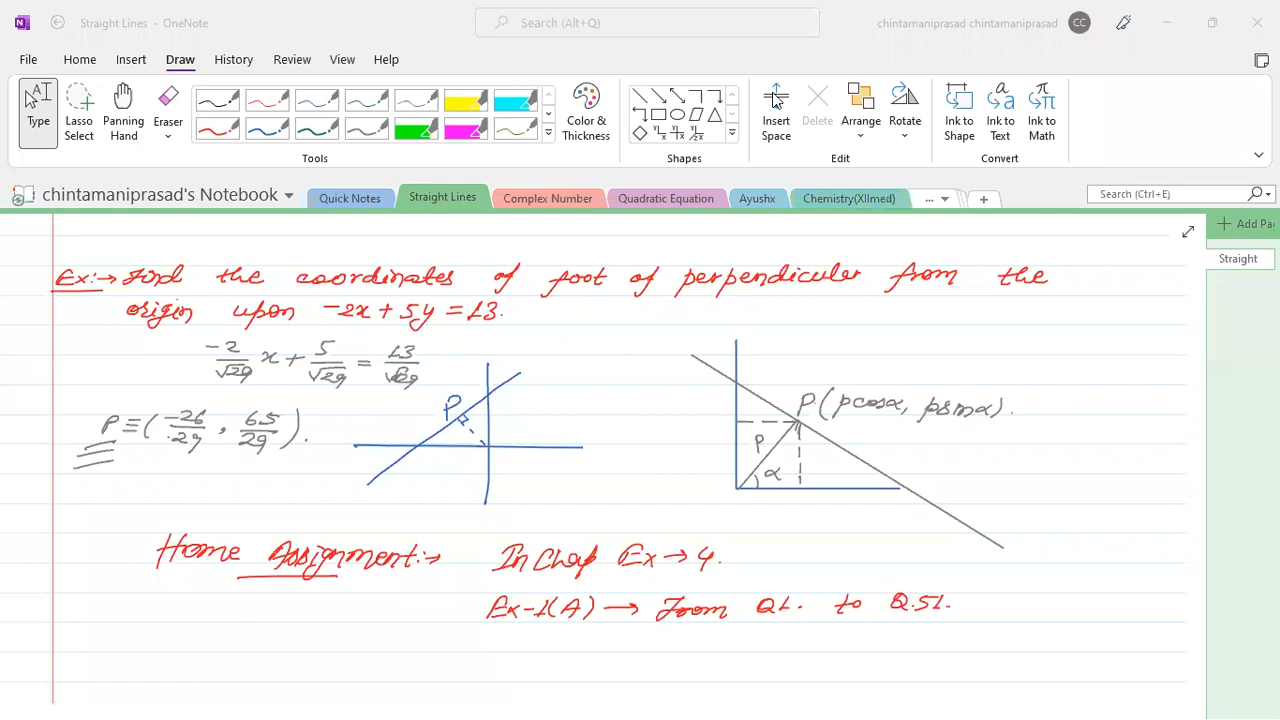 Straight Lines - OneNote
Search (Alt+Q)
chintamaniprasad chintamaniprasad
CC
File Home Insert Draw History Review View Help
Type
Lasso Select
Panning Hand
Eraser
Color & Thickness
Insert Space
Delete
Arrange
Rotate
Ink to Shape
Ink to Text
Ink to Math
Tools
Shapes
Edit
Convert
chintamaniprasad's Notebook
Quick Notes
Straight Lines
Complex Number
Quadratic Equation
Ayushx
Chemistry(XIImed)
...
Search (Ctrl+E)
Add Pa
Straight
Ex:→ Find the coordinates of foot of perpendicular from the
origin upon -2x + 5y = 13.
-2/√29 x + 5/√29 = 13/√29
P ≡ (-26/29, 65/29).
P
P(pcosα, psinα).
p
α
Home Assignment:→ In Chap Ex → 4.
Ex-1(A) → From Q1. to Q.51.